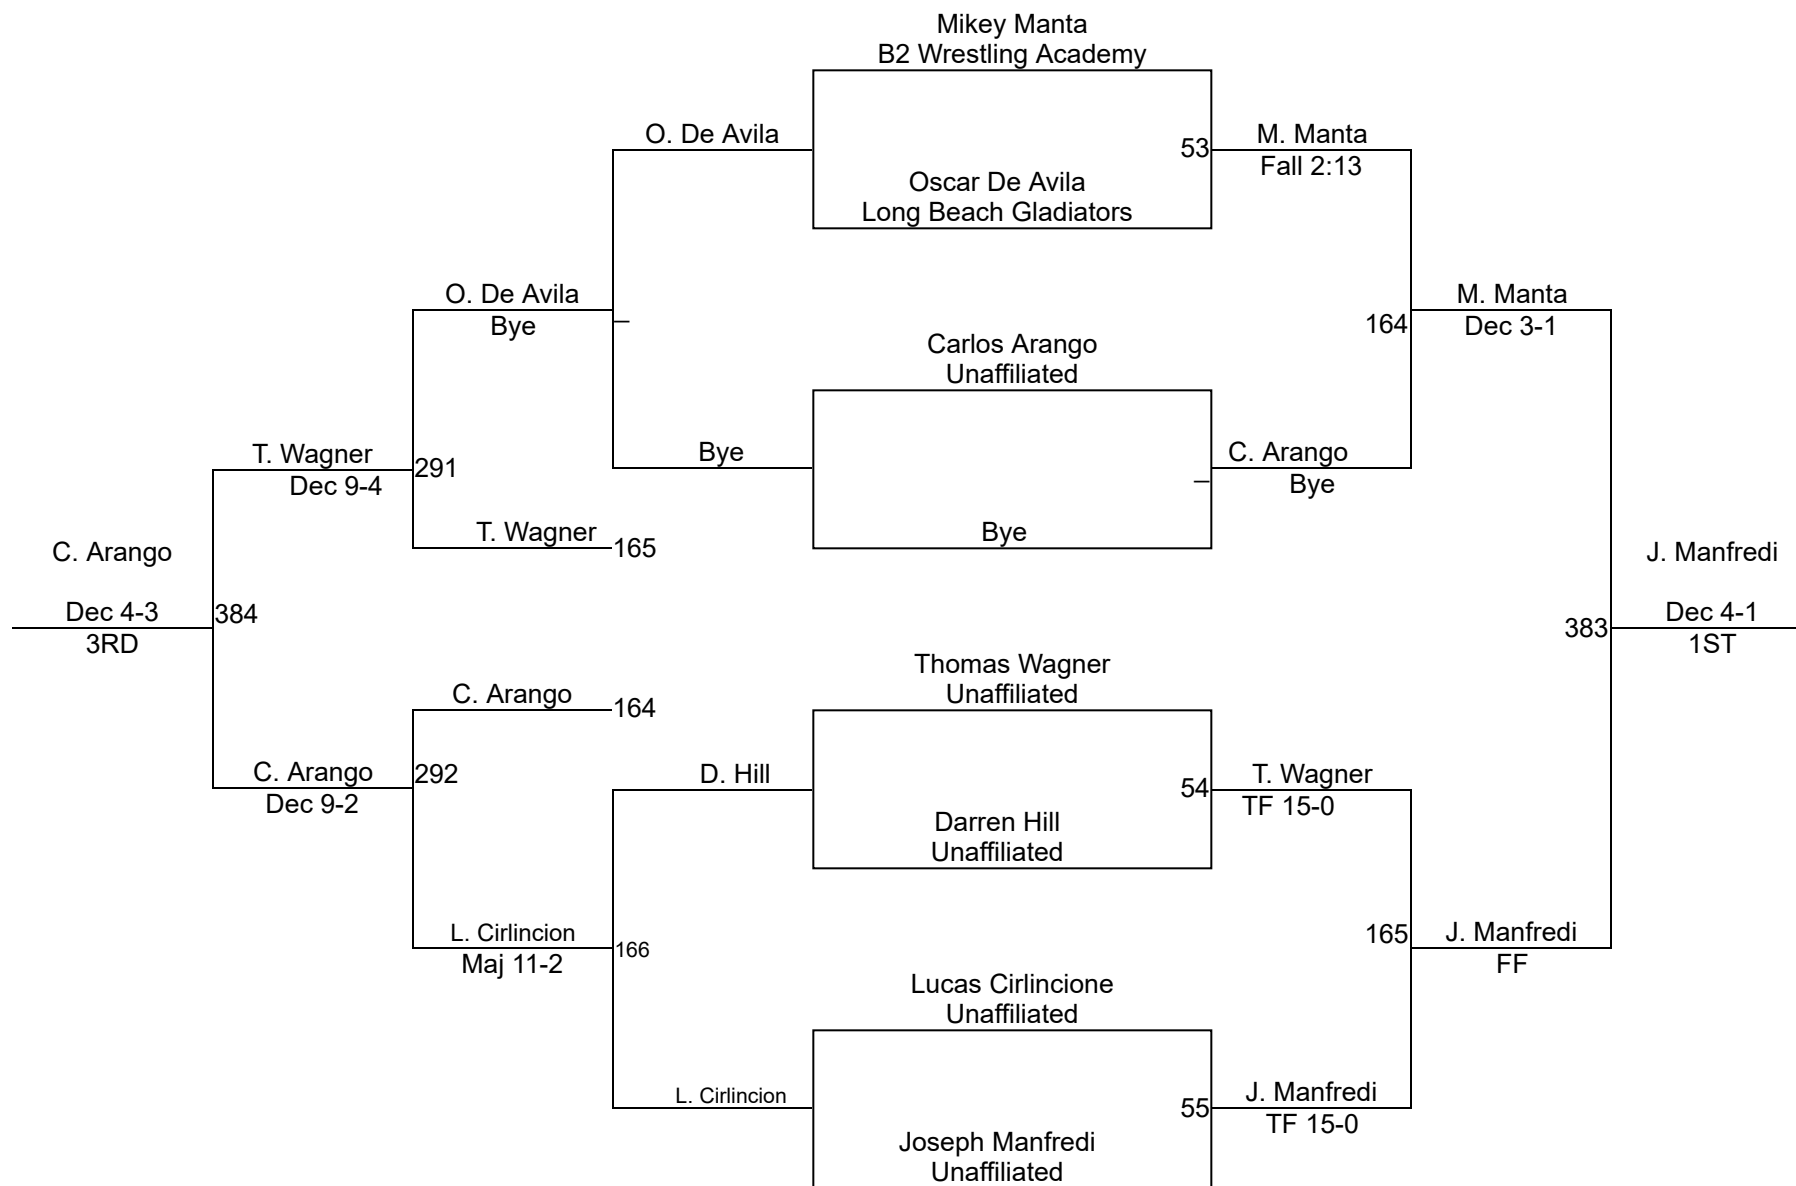 Mikey Manta
B2 Wrestling Academy
O. De Avila
53
M. Manta
Fall 2:13
Oscar De Avila
Long Beach Gladiators
O. De Avila
Bye
M. Manta
Dec 3-1
164
Carlos Arango
Unaffiliated
T. Wagner
Dec 9-4
291
Bye
C. Arango
Bye
T. Wagner
165
Bye
C. Arango
Dec 4-3
3RD
384
J. Manfredi
Dec 4-1
1ST
383
Thomas Wagner
Unaffiliated
C. Arango
164
C. Arango
Dec 9-2
292
D. Hill
54
T. Wagner
TF 15-0
Darren Hill
Unaffiliated
L. Cirlincion
Maj 11-2
166
165
J. Manfredi
FF
Lucas Cirlincione
Unaffiliated
L. Cirlincion
55
J. Manfredi
TF 15-0
Joseph Manfredi
Unaffiliated